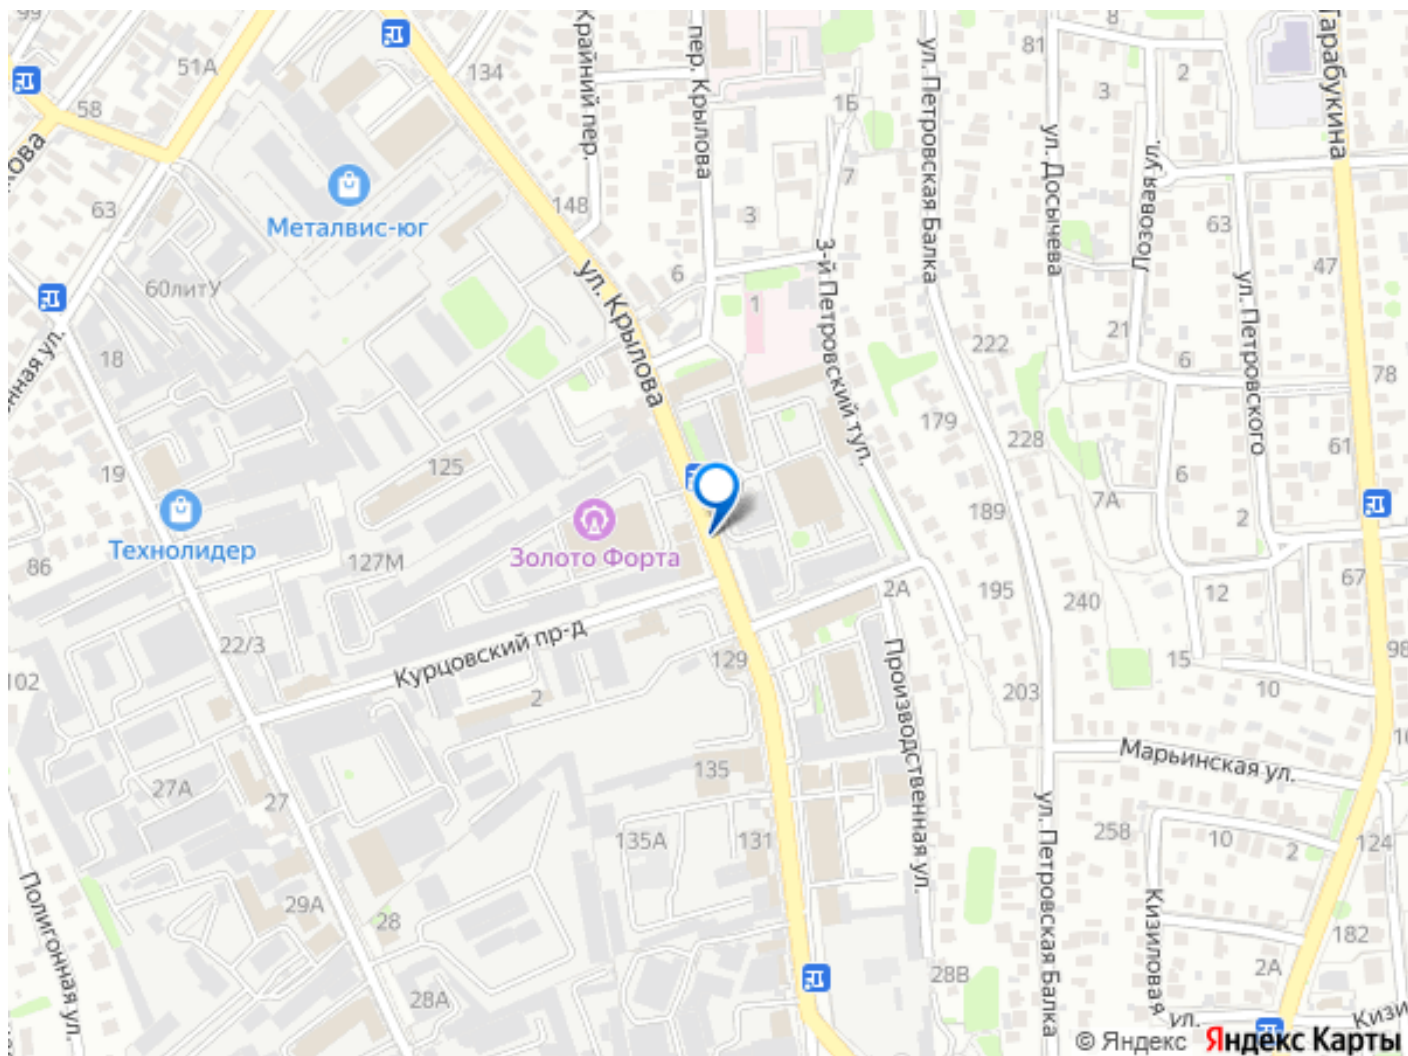 99
51А
58
134
Крайний пер.
пер. Крылова
1Б
ул. Петровская Балка
81
8
2
3
Тарабукина
63
Металвис-юг
148
3
7
ул. Досычева
Лозовая ул.
63
60литУ
ул. Крылова
6
1
3-й Петровский туп.
47
ул. Петровского
18
222
21
6
78
19
125
179
228
61
6
7А
189
2
Технолидер
Золото Форта
86
127М
2А
195
240
12
67
22/3
Курцовский пр-д
129
Производственная ул.
15
10
98
102
2
203
Марьинская ул.
27А
27
135
135А
131
ул. Петровская Балка
258
10
2
124
Полигонная ул.
29А
28
Кизиловая ул.
182
28А
28В
2А
© Яндекс
Яндекс Карты